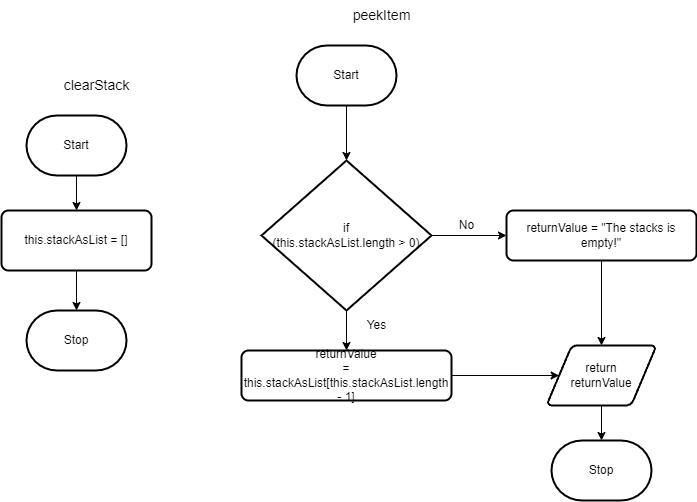 peekItem
clearStack
Start
Start
this.stackAsList = []
Stop
if
(this.stackAsList.length > 0)
No
returnValue = "The stacks is
empty!"
Yes
returnValue
=
this.stackAsList[this.stackAsList.length
- 1]
return
returnValue
Stop